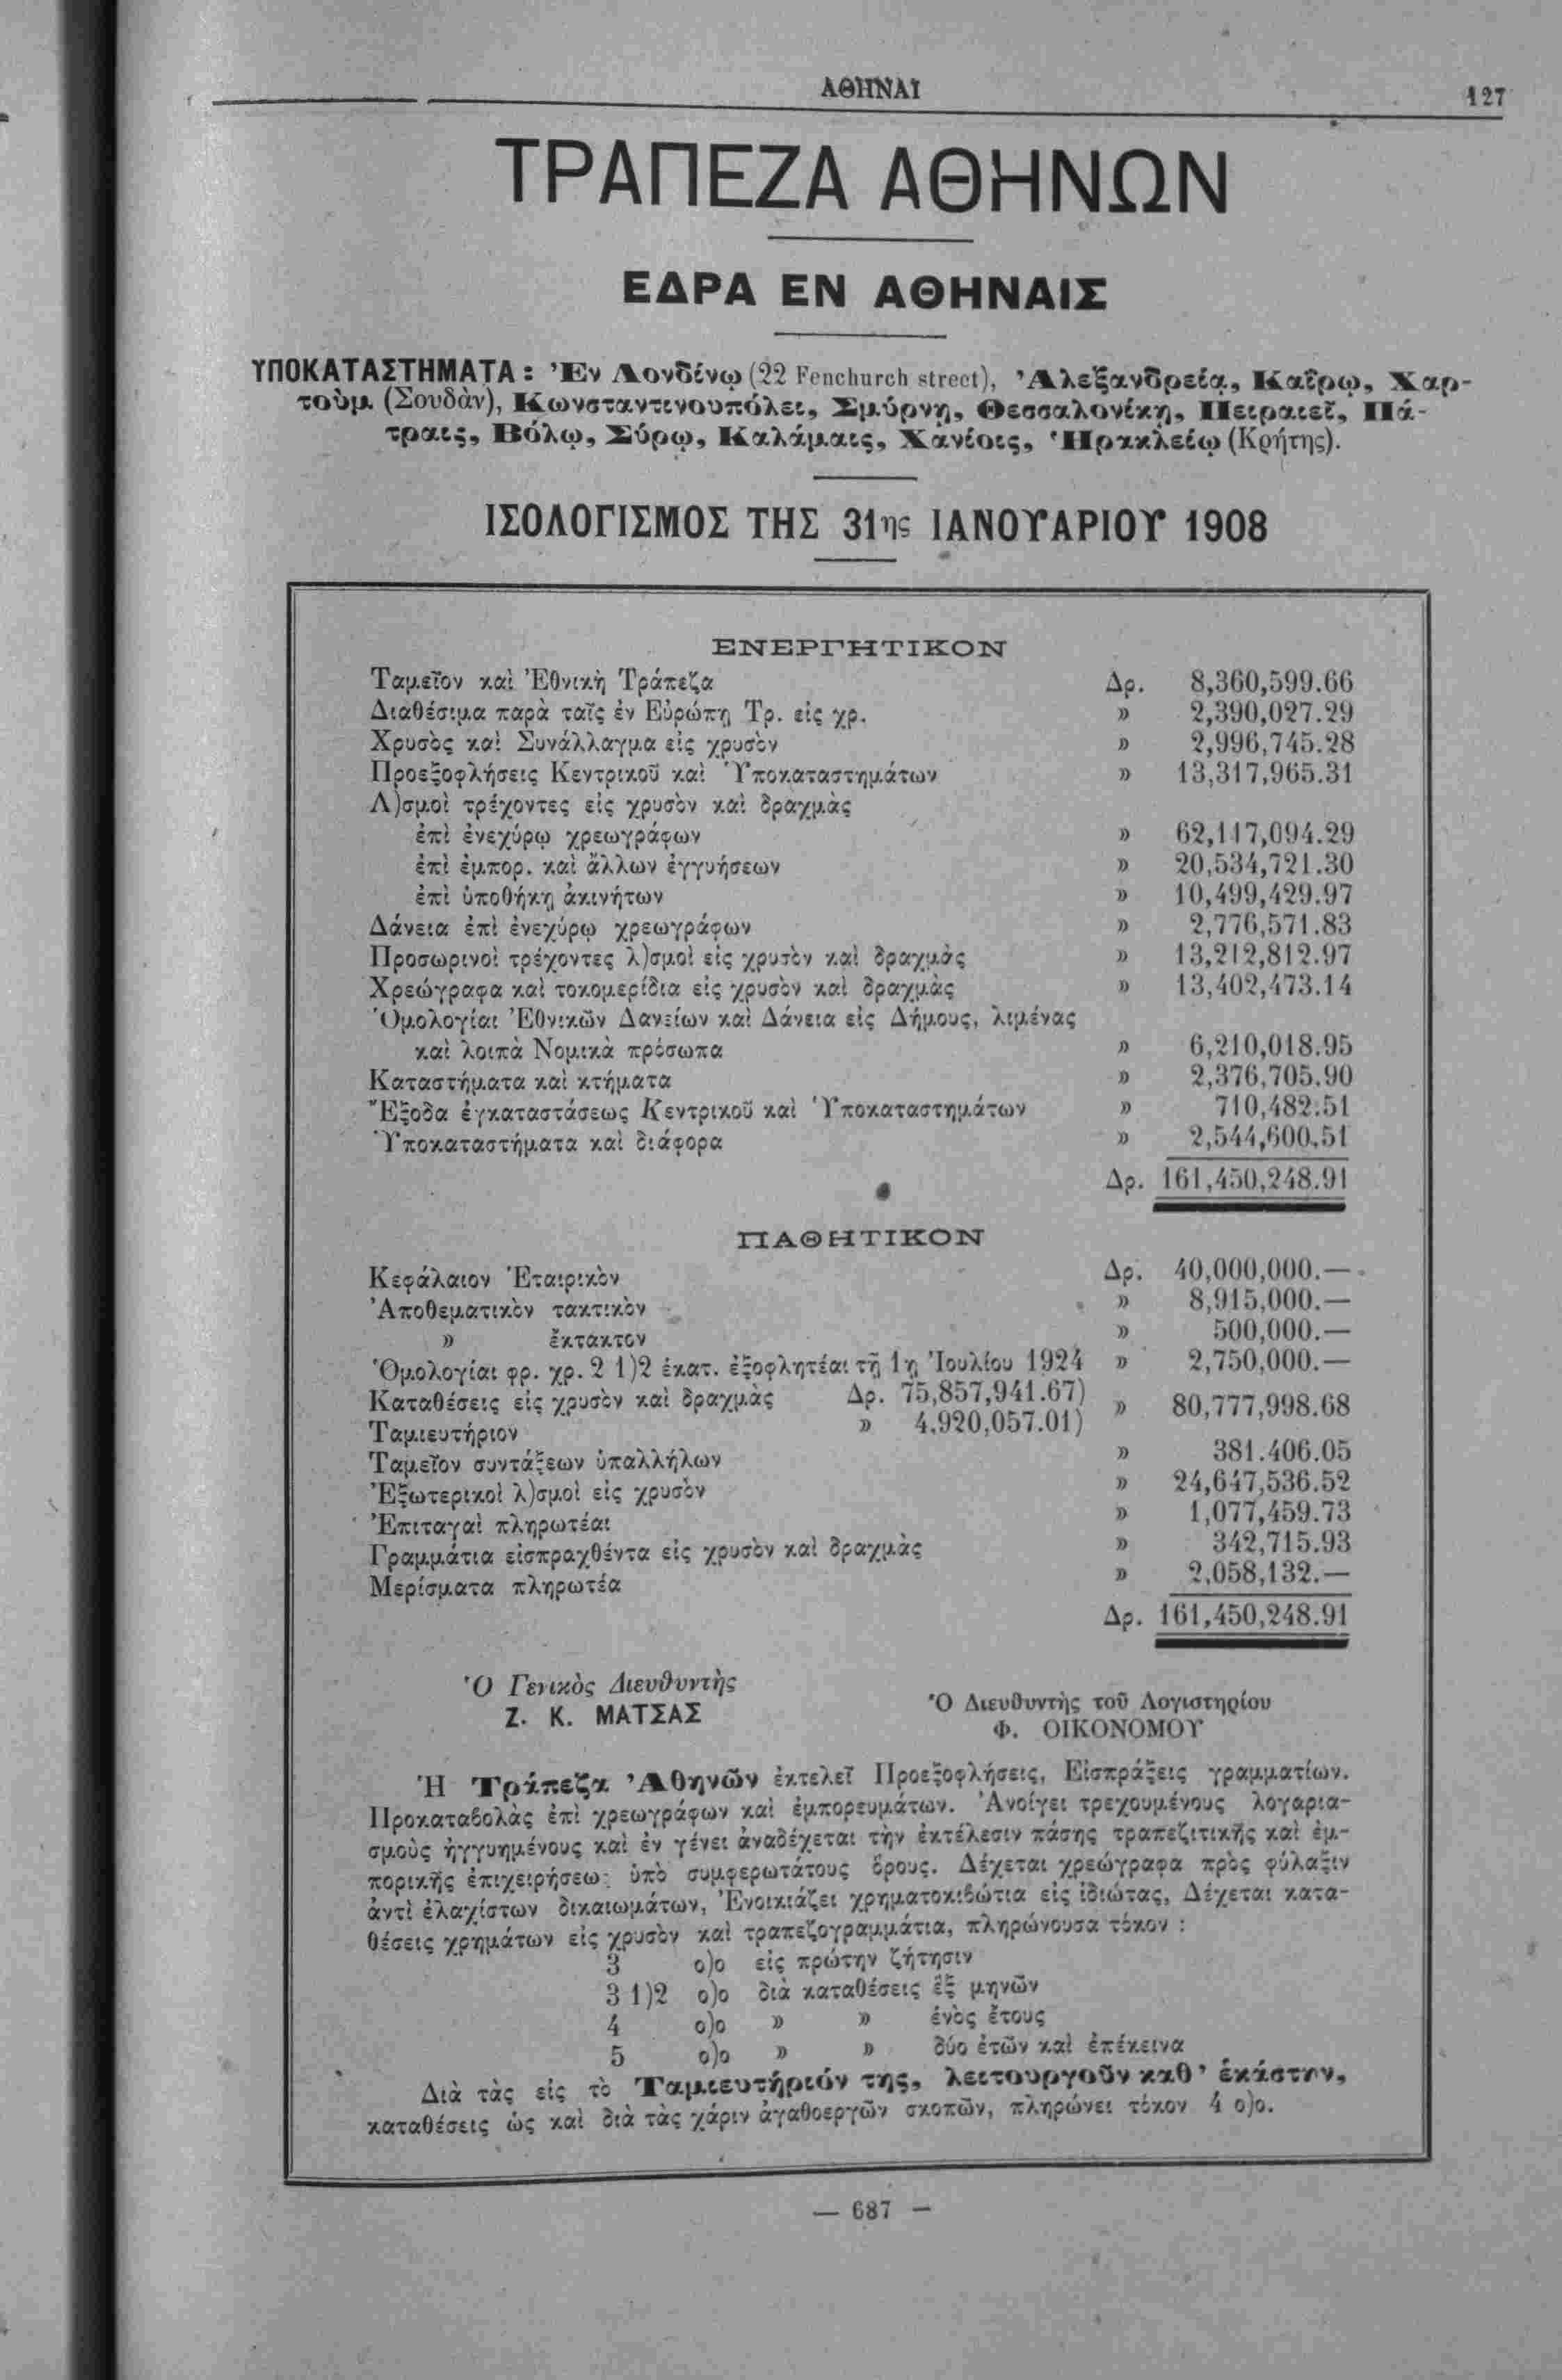 ΑΘΗΝΑΙ
127
ΤΡΑΠΕΖΑ ΑΘΗΝΩΝ
ΕΔΡΑ ΕΝ ΑΘΗΝΑΙΣ
ΥΠΟΚΑΤΑΣΤΗΜΑΤΑ : Ἐν Λονδίνῳ (22 Fenchurch street), Ἀλεξανδρείᾳ, Καΐρῳ, Χαρ-
τοὺμ (Σουδὰν), Κωνσταντινουπόλει, Σμύρνῃ, Θεσσαλονίκῃ, Πειραιεῖ, Πά-
τραις, Βόλῳ, Σύρῳ, Καλάμαις, Χανίοις, Ἡρακλείῳ (Κρήτης).
ΙΣΟΛΟΓΙΣΜΟΣ ΤΗΣ 31ης ΙΑΝΟΥΑΡΙΟΥ 1908
ΕΝΕΡΓΗΤΙΚΟΝ
Ταμεῖον καὶ Ἐθνικὴ Τράπεζα Δρ. 8,360,599.66
Διαθέσιμα παρὰ ταῖς ἐν Εὐρώπῃ Τρ. εἰς χρ. » 2,390,027.29
Χρυσὸς καὶ Συνάλλαγμα εἰς χρυσὸν » 2,996,745.28
Προεξοφλήσεις Κεντρικοῦ καὶ Ὑποκαταστημάτων » 13,317,965.31
Λ)σμοὶ τρέχοντες εἰς χρυσὸν καὶ δραχμὰς
ἐπὶ ἐνεχύρῳ χρεωγράφων » 62,117,094.29
ἐπὶ ἐμπορ. καὶ ἄλλων ἐγγυήσεων » 20,534,721.30
ἐπὶ ὑποθήκῃ ἀκινήτων » 10,499,429.97
Δάνεια ἐπὶ ἐνεχύρῳ χρεωγράφων » 2,776,571.83
Προσωρινοὶ τρέχοντες λ)σμοὶ εἰς χρυσὸν καὶ δραχμὰς » 13,212,812.97
Χρεώγραφα καὶ τοκομερίδια εἰς χρυσὸν καὶ δραχμὰς » 13,402,473.14
Ὁμολογίαι Ἐθνικῶν Δανείων καὶ Δάνεια εἰς Δήμους, λιμένας
καὶ λοιπὰ Νομικὰ πρόσωπα » 6,210,018.95
Καταστήματα καὶ κτήματα » 2,376,705.90
Ἔξοδα ἐγκαταστάσεως Κεντρικοῦ καὶ Ὑποκαταστημάτων » 710,482.51
Ὑποκαταστήματα καὶ διάφορα » 2,544,600.51
Δρ. 161,450,248.91
ΠΑΘΗΤΙΚΟΝ
Κεφάλαιον Ἑταιρικὸν Δρ. 40,000,000.—
Ἀποθεματικὸν τακτικὸν » 8,915,000.—
» ἔκτακτον » 500,000.—
Ὁμολογίαι φρ. χρ. 2 1)2 ἑκατ. ἐξοφλητέαι τῇ 1ῃ Ἰουλίου 1924 » 2,750,000.—
Καταθέσεις εἰς χρυσὸν καὶ δραχμὰς Δρ. 75,857,941.67)
» 80,777,998.68
Ταμιευτήριον » 4,920,057.01)
Ταμεῖον συντάξεων ὑπαλλήλων » 381.406.05
Ἐξωτερικοὶ λ)σμοὶ εἰς χρυσὸν » 24,647,536.52
Ἐπιταγαὶ πληρωτέαι » 1,077,459.73
Γραμμάτια εἰσπραχθέντα εἰς χρυσὸν καὶ δραχμὰς » 342,715.93
Μερίσματα πληρωτέα » 2,058,132.—
Δρ. 161,450,248.91
Ὁ Γενικὸς Διευθυντὴς
Ζ. Κ. ΜΑΤΣΑΣ
Ὁ Διευθυντὴς τοῦ Λογιστηρίου
Φ. ΟΙΚΟΝΟΜΟΥ
Ἡ Τράπεζα Ἀθηνῶν ἐκτελεῖ Προεξοφλήσεις, Εἰσπράξεις γραμματίων.
Προκαταβολὰς ἐπὶ χρεωγράφων καὶ ἐμπορευμάτων. Ἀνοίγει τρεχουμένους λογαρια-
σμοὺς ἠγγυημένους καὶ ἐν γένει ἀναδέχεται τὴν ἐκτέλεσιν πάσης τραπεζιτικῆς καὶ ἐμ-
πορικῆς ἐπιχειρήσεως ὑπὸ συμφερωτάτους ὅρους. Δέχεται χρεώγραφα πρὸς φύλαξιν
ἀντὶ ἐλαχίστων δικαιωμάτων, Ἐνοικιάζει χρηματοκιβώτια εἰς ἰδιώτας, Δέχεται κατα-
θέσεις χρημάτων εἰς χρυσὸν καὶ τραπεζογραμμάτια, πληρώνουσα τόκον :
3 ο)ο εἰς πρώτην ζήτησιν
3 1)2 ο)ο διὰ καταθέσεις ἓξ μηνῶν
4 ο)ο » » ἑνὸς ἔτους
5 ο)ο » » δύο ἐτῶν καὶ ἐπέκεινα
Διὰ τὰς εἰς τὸ Ταμιευτήριόν της, λειτουργοῦν καθ' ἑκάστην,
καταθέσεις ὡς καὶ διὰ τὰς χάριν ἀγαθοεργῶν σκοπῶν, πληρώνει τόκον 4 ο)ο.
— 687 —